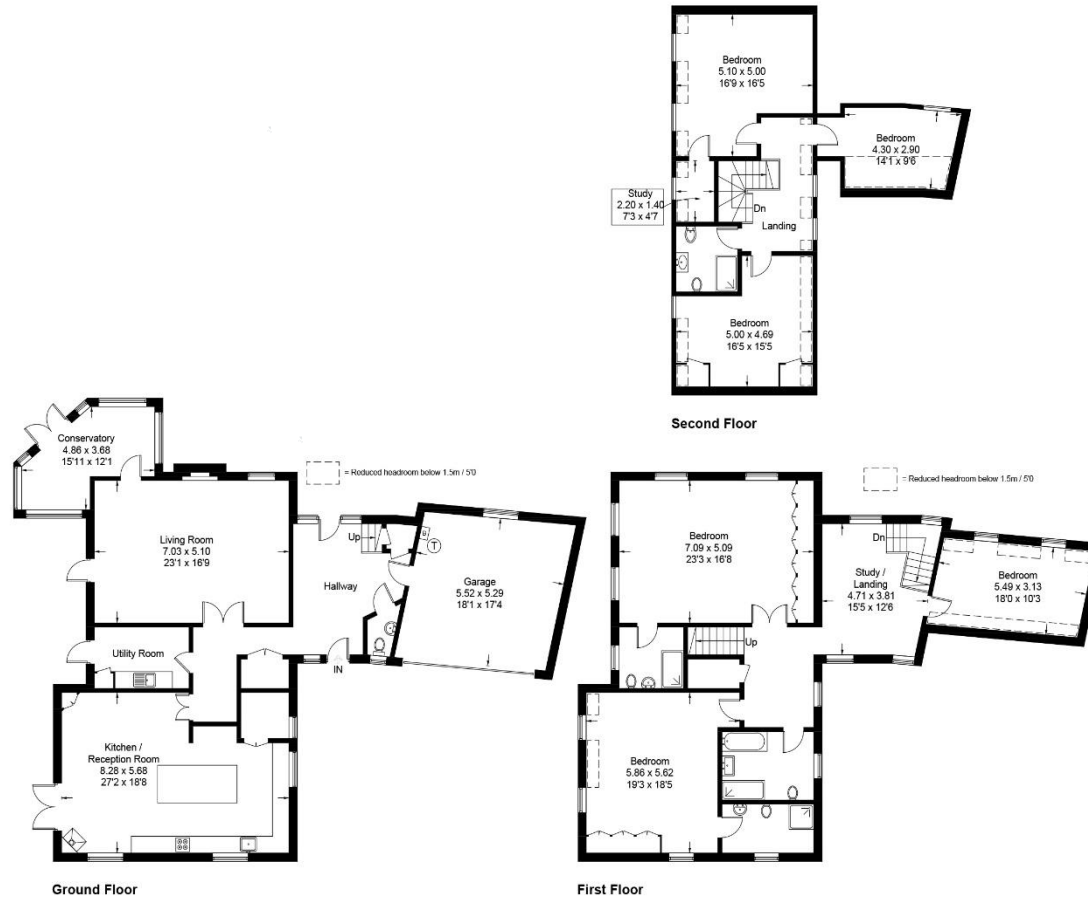 Bedroom
5.10 x 5.00
16'9 x 16'5
Bedroom
4.30 x 2.90
14'1 x 9'6
Study
2.20 x 1.40
7'3 x 4'7
Dn
Landing
Bedroom
5.00 x 4.69
16'5 x 15'5
Second Floor
Conservatory
4.86 x 3.68
15'11 x 12'1
= Reduced headroom below 1.5m / 5'0
Living Room
7.03 x 5.10
23'1 x 16'9
Up
Hallway
T
Garage
5.52 x 5.29
18'1 x 17'4
Utility Room
IN
Kitchen /
Reception Room
8.28 x 5.68
27'2 x 18'8
Ground Floor
= Reduced headroom below 1.5m / 5'0
Bedroom
7.09 x 5.09
23'3 x 16'8
Dn
Study /
Landing
4.71 x 3.81
15'5 x 12'6
Bedroom
5.49 x 3.13
18'0 x 10'3
Up
Bedroom
5.86 x 5.62
19'3 x 18'5
First Floor